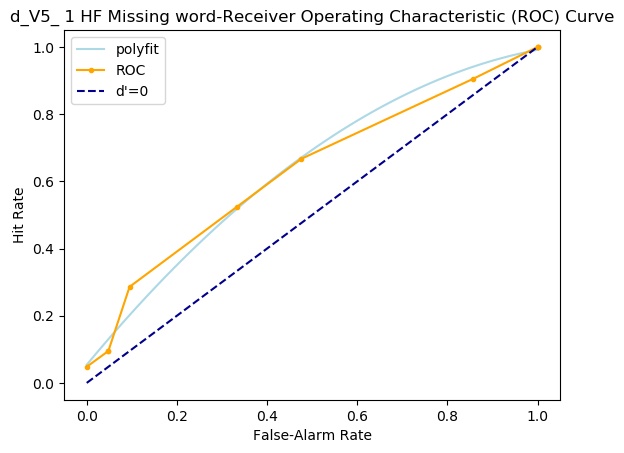 d_V5_ 1 HF Missing word-Receiver Operating Characteristic (ROC) Curve
polyfit
ROC
d'=0
1.0
0.8
0.6
0.4
0.2
0.0
Hit Rate
0.0 0.2 0.4 0.6 0.8 1.0
False-Alarm Rate